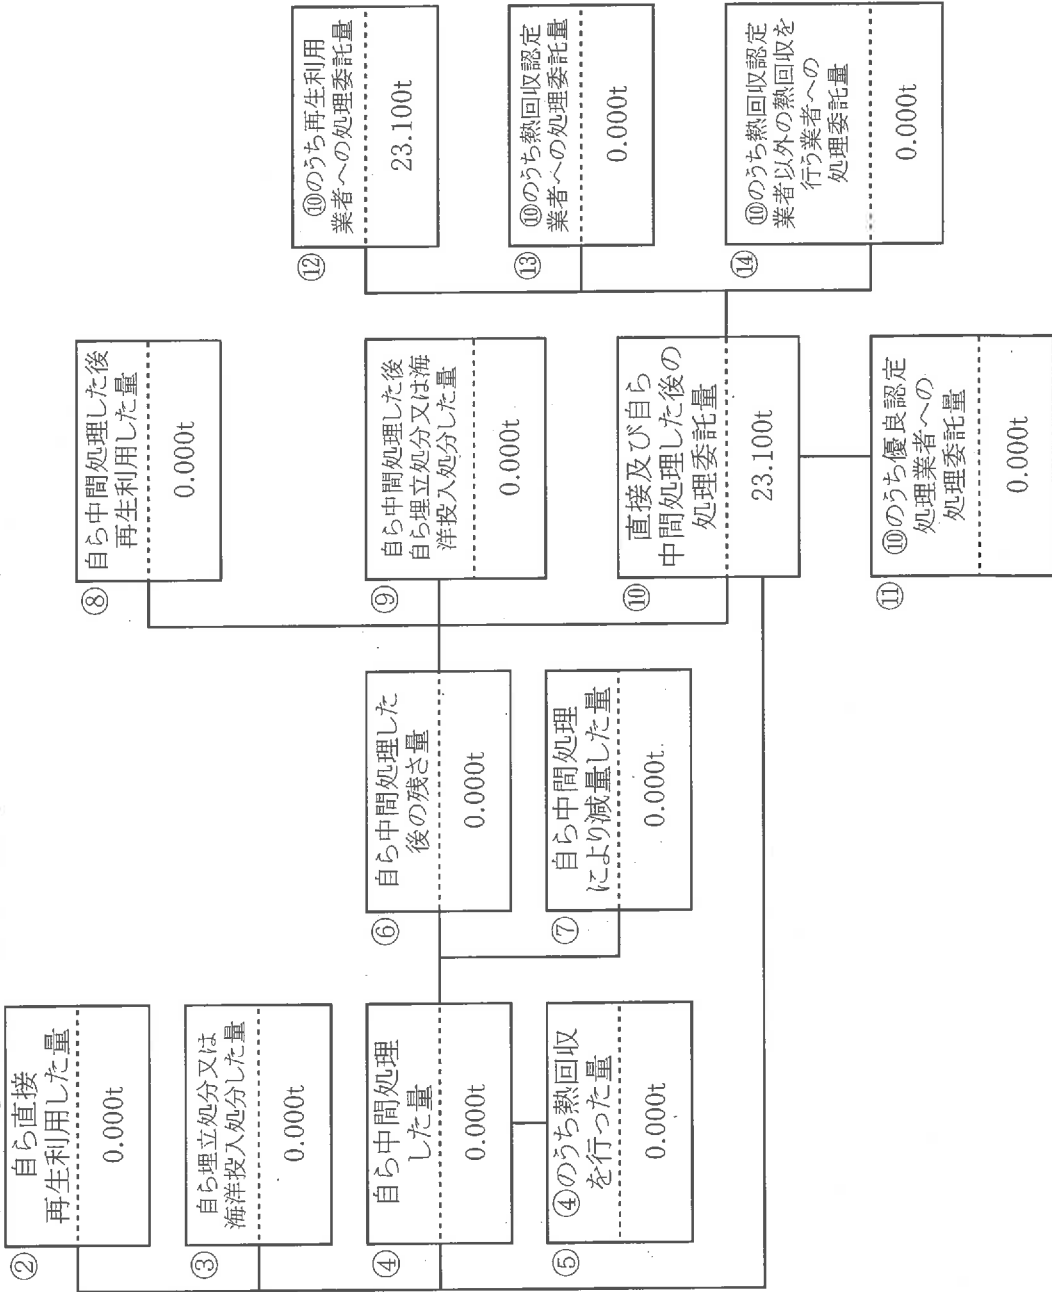 ②
自ら直接
再生利用した量
0.000t
③
自ら埋立処分又は
海洋投入処分した量
0.000t
④
自ら中間処理
した量
0.000t
⑤
④のうち熱回収
を行った量
0.000t
⑥
自ら中間処理した
後の残さ量
0.000t
⑦
自ら中間処理
により減量した量
0.000t
⑧
自ら中間処理した後
再生利用した量
0.000t
⑨
自ら中間処理した後
自ら埋立処分又は海
洋投入処分した量
0.000t
⑩
直接及び自ら
中間処理した後の
処理委託量
23.100t
⑪
⑩のうち優良認定
処理業者への
処理委託量
0.000t
⑫
⑩のうち再生利用
業者への処理委託量
23.100t
⑬
⑩のうち熱回収認定
業者への処理委託量
0.000t
⑭
⑩のうち熱回収認定
業者以外の熱回収を
行う業者への
処理委託量
0.000t